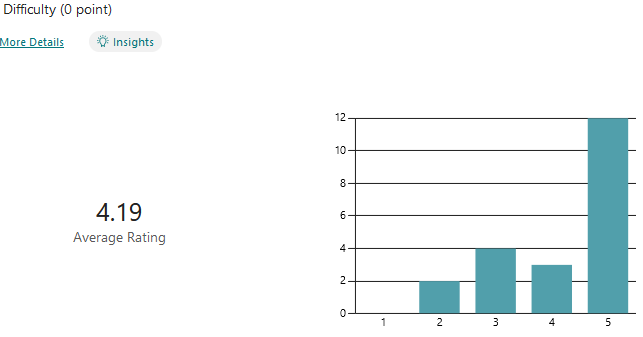 Difficulty (0 point)
More Details
Insights
4.19
Average Rating
12
10
8
6
4
2
0
1 2 3 4 5